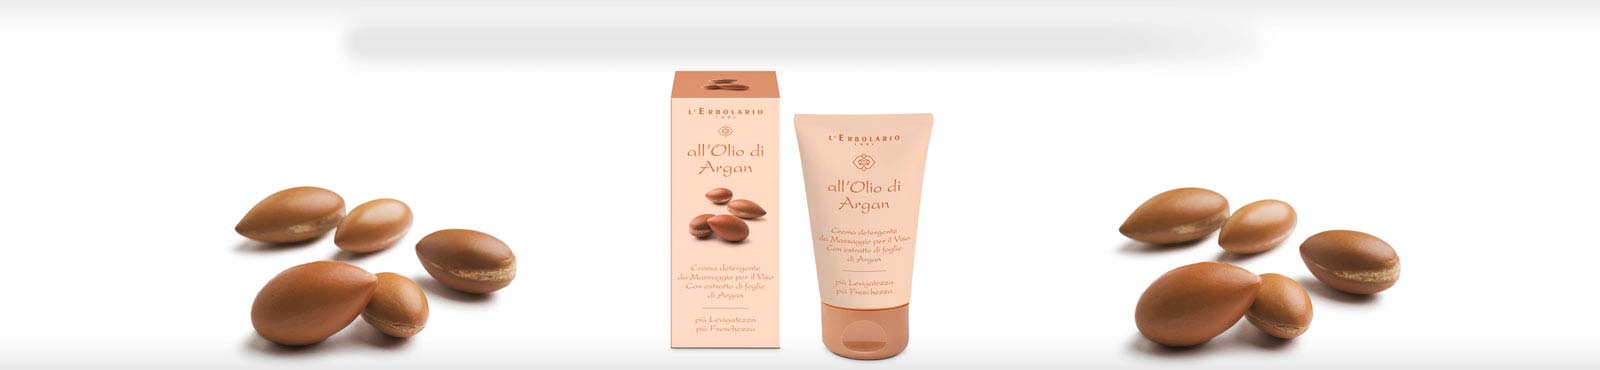 L'ERBOLARIO
LODI
all'Olio di
Argan
Crema detergente
da Massaggio per il Viso
Con estratto di foglie
di Argan
più Levigatezza
più Freschezza
L'ERBOLARIO
LODI
all'Olio di
Argan
Crema detergente
da Massaggio per il Viso
Con estratto di foglie
di Argan
più Levigatezza
più Freschezza